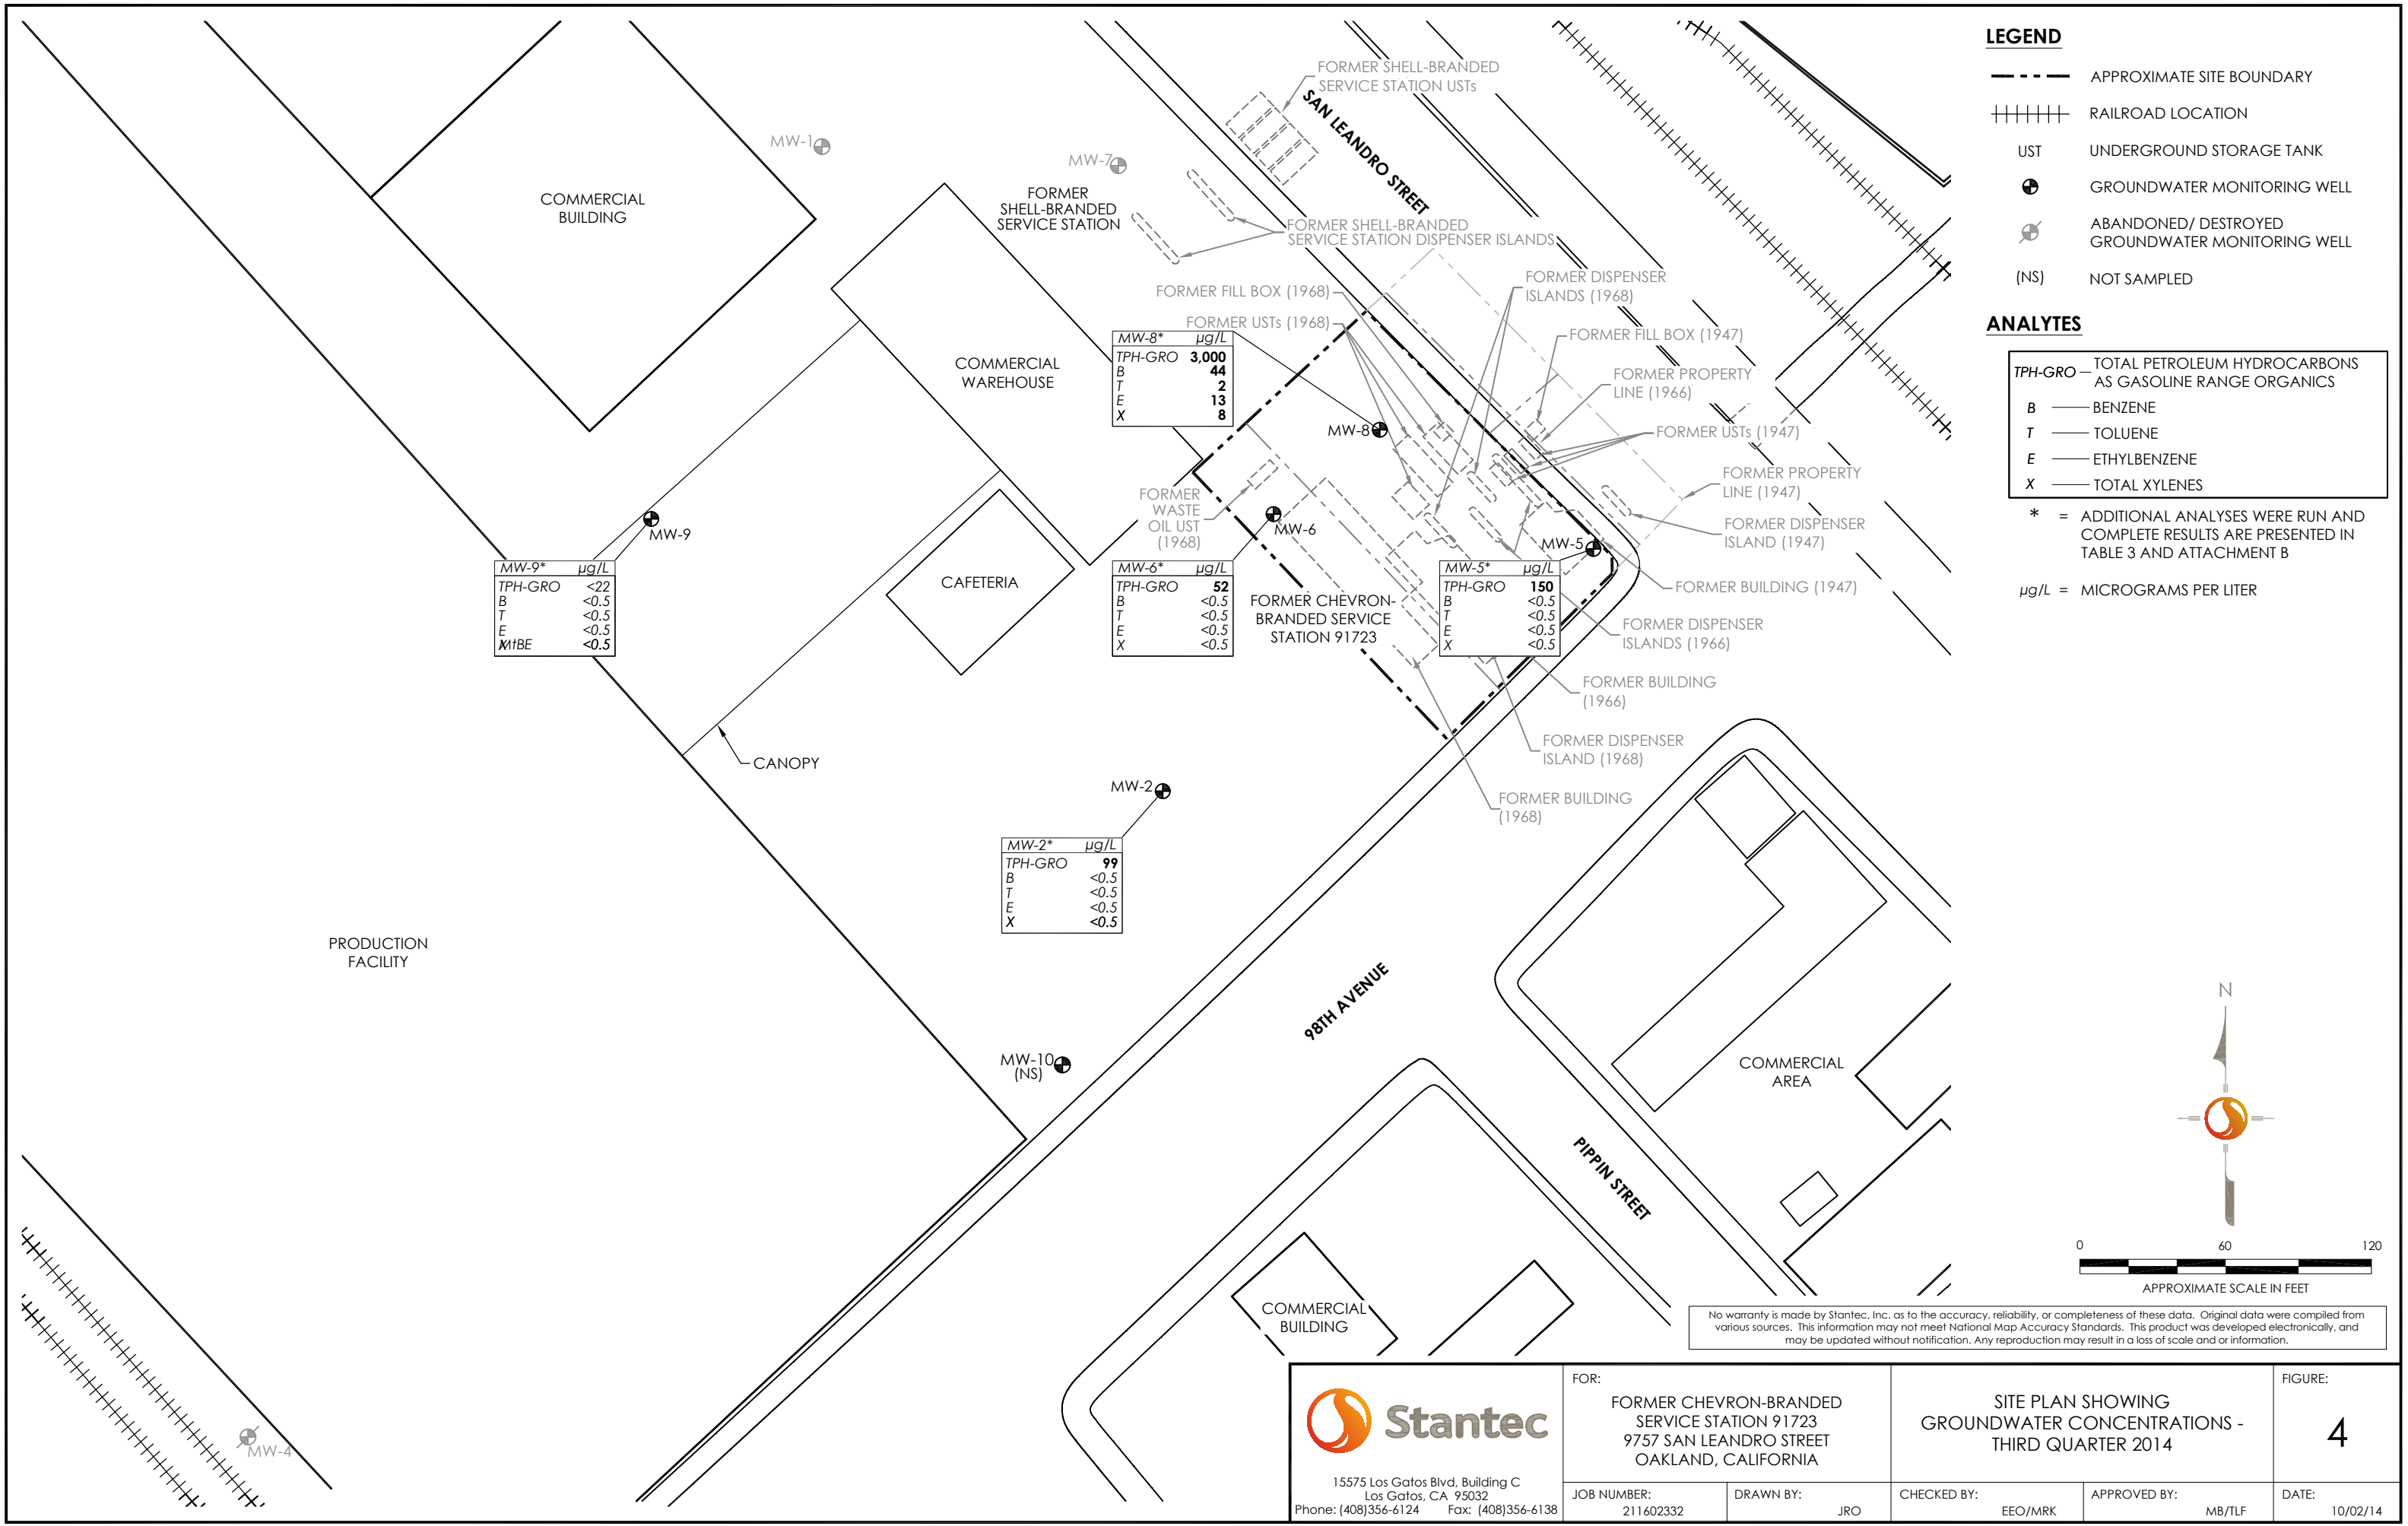 FORMER SHELL-BRANDED
SERVICE STATION USTs
SAN LEANDRO STREET
MW-1
MW-7
COMMERCIAL
BUILDING
FORMER
SHELL-BRANDED
SERVICE STATION
FORMER SHELL-BRANDED
SERVICE STATION DISPENSER ISLANDS
FORMER FILL BOX (1968)
FORMER USTs (1968)
FORMER DISPENSER
ISLANDS (1968)
FORMER FILL BOX (1947)
FORMER PROPERTY
LINE (1966)
FORMER USTs (1947)
FORMER PROPERTY
LINE (1947)
FORMER DISPENSER
ISLAND (1947)
FORMER BUILDING (1947)
FORMER DISPENSER
ISLANDS (1966)
FORMER BUILDING
(1966)
FORMER DISPENSER
ISLAND (1968)
FORMER BUILDING
(1968)
COMMERCIAL
WAREHOUSE
MW-8* µg/L
TPH-GRO 3,000
B 44
T 2
E 13
X 8
MW-8
FORMER
WASTE
OIL UST
(1968)
MW-6
MW-5
MW-9
CAFETERIA
MW-9* µg/L
TPH-GRO <22
B <0.5
T <0.5
E <0.5
X MtBE <0.5
MW-6* µg/L
TPH-GRO 52
B <0.5
T <0.5
E <0.5
X <0.5
FORMER CHEVRON-
BRANDED SERVICE
STATION 91723
MW-5* µg/L
TPH-GRO 150
B <0.5
T <0.5
E <0.5
X <0.5
CANOPY
MW-2
MW-2* µg/L
TPH-GRO 99
B <0.5
T <0.5
E <0.5
X <0.5
PRODUCTION
FACILITY
98TH AVENUE
MW-10
(NS)
COMMERCIAL
AREA
PIPPIN STREET
COMMERCIAL
BUILDING
MW-4
LEGEND
APPROXIMATE SITE BOUNDARY
RAILROAD LOCATION
UST UNDERGROUND STORAGE TANK
GROUNDWATER MONITORING WELL
ABANDONED/ DESTROYED
GROUNDWATER MONITORING WELL
(NS) NOT SAMPLED
ANALYTES
TPH-GRO — TOTAL PETROLEUM HYDROCARBONS
AS GASOLINE RANGE ORGANICS
B — BENZENE
T — TOLUENE
E — ETHYLBENZENE
X — TOTAL XYLENES
* = ADDITIONAL ANALYSES WERE RUN AND
COMPLETE RESULTS ARE PRESENTED IN
TABLE 3 AND ATTACHMENT B
µg/L = MICROGRAMS PER LITER
N
0 60 120
APPROXIMATE SCALE IN FEET
No warranty is made by Stantec, Inc. as to the accuracy, reliability, or completeness of these data. Original data were compiled from
various sources. This information may not meet National Map Accuracy Standards. This product was developed electronically, and
may be updated without notification. Any reproduction may result in a loss of scale and or information.
Stantec
15575 Los Gatos Blvd, Building C
Los Gatos, CA 95032
Phone: (408)356-6124 Fax: (408)356-6138
FOR:
FORMER CHEVRON-BRANDED
SERVICE STATION 91723
9757 SAN LEANDRO STREET
OAKLAND, CALIFORNIA
SITE PLAN SHOWING
GROUNDWATER CONCENTRATIONS -
THIRD QUARTER 2014
FIGURE:
4
JOB NUMBER:
211602332
DRAWN BY:
JRO
CHECKED BY:
EEO/MRK
APPROVED BY:
MB/TLF
DATE:
10/02/14